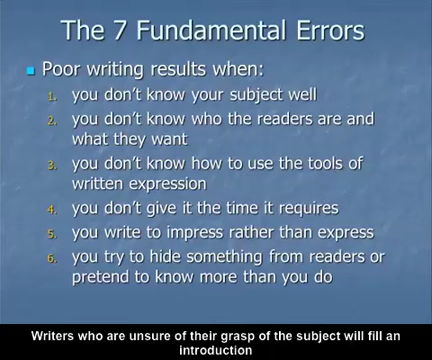 The 7 Fundamental Errors
Poor writing results when:
1. you don't know your subject well
2. you don't know who the readers are and
what they want
3. you don't know how to use the tools of
written expression
4. you don't give it the time it requires
5. you write to impress rather than express
6. you try to hide something from readers or
pretend to know more than you do
Writers who are unsure of their grasp of the subject will fill an
introduction